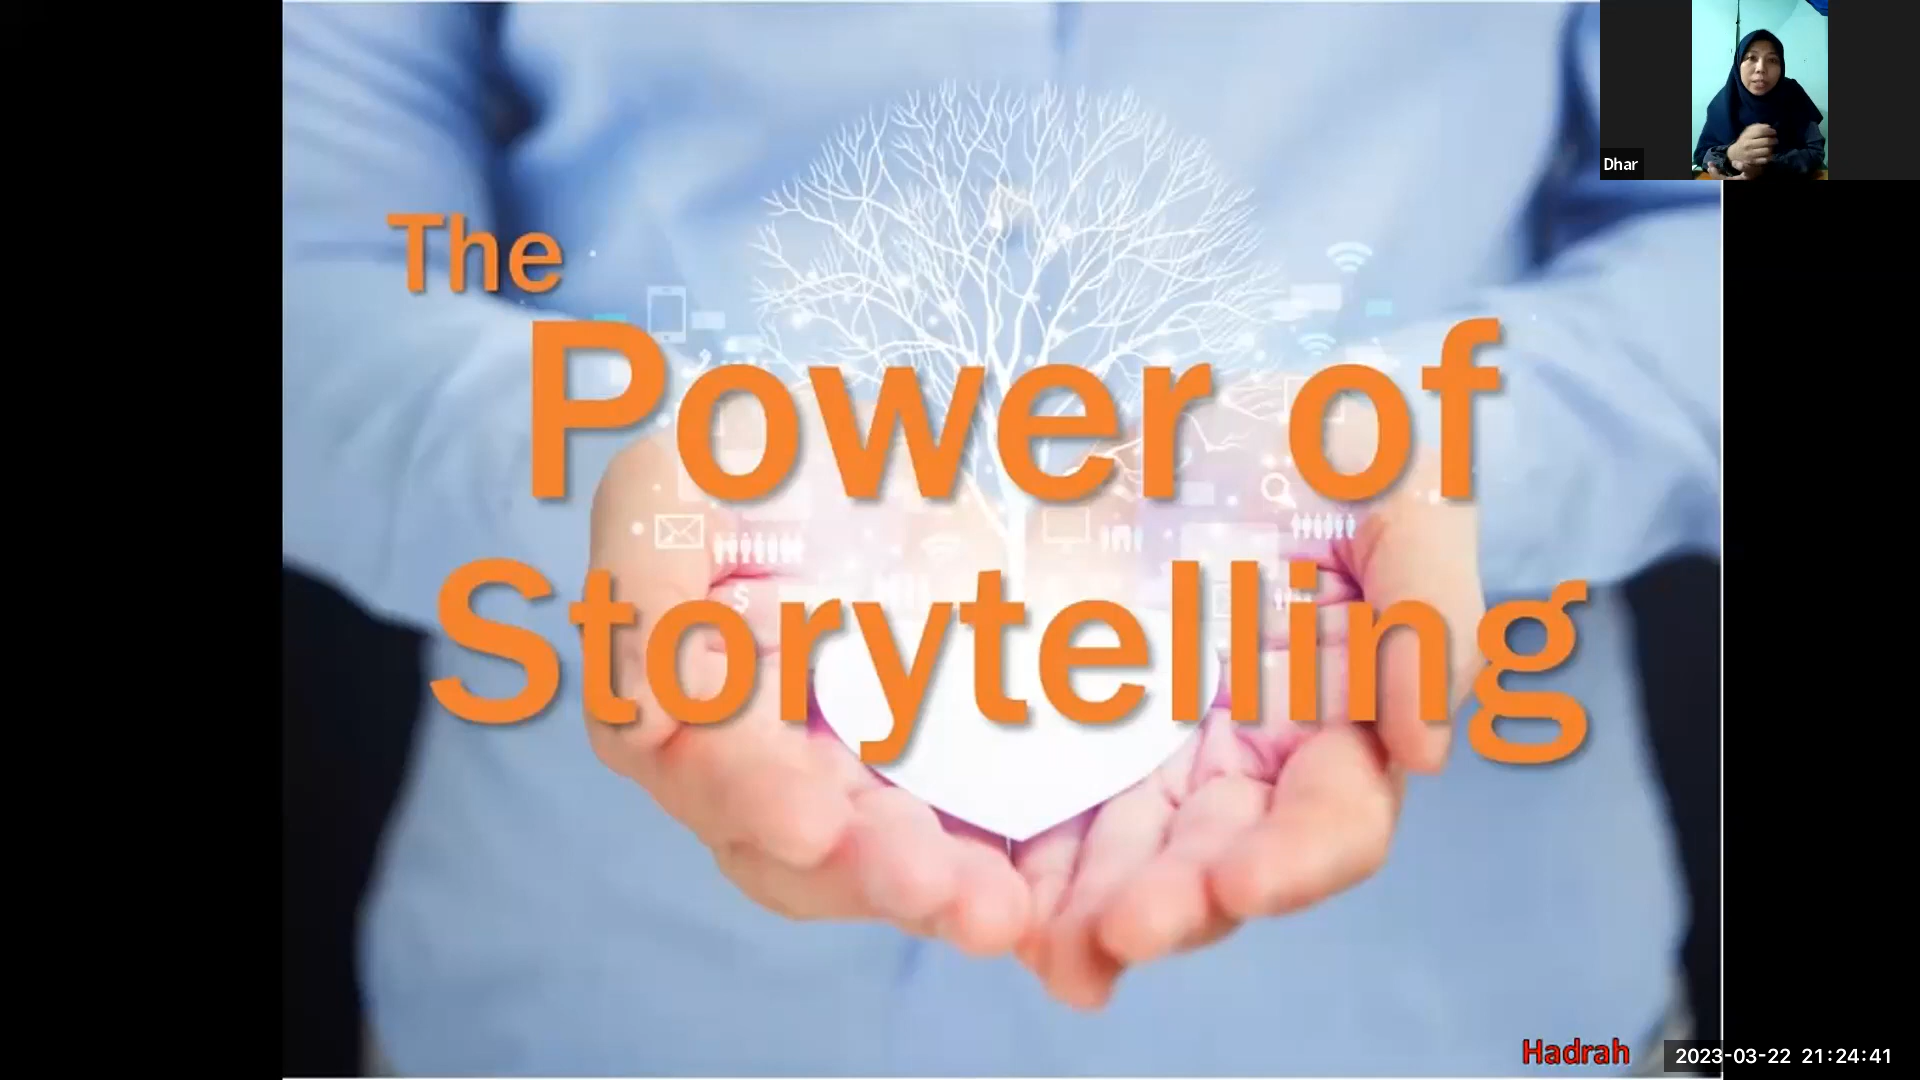 Dhar
The
Power of
Storytelling
Hadrah
2023-03-22 21:24:41